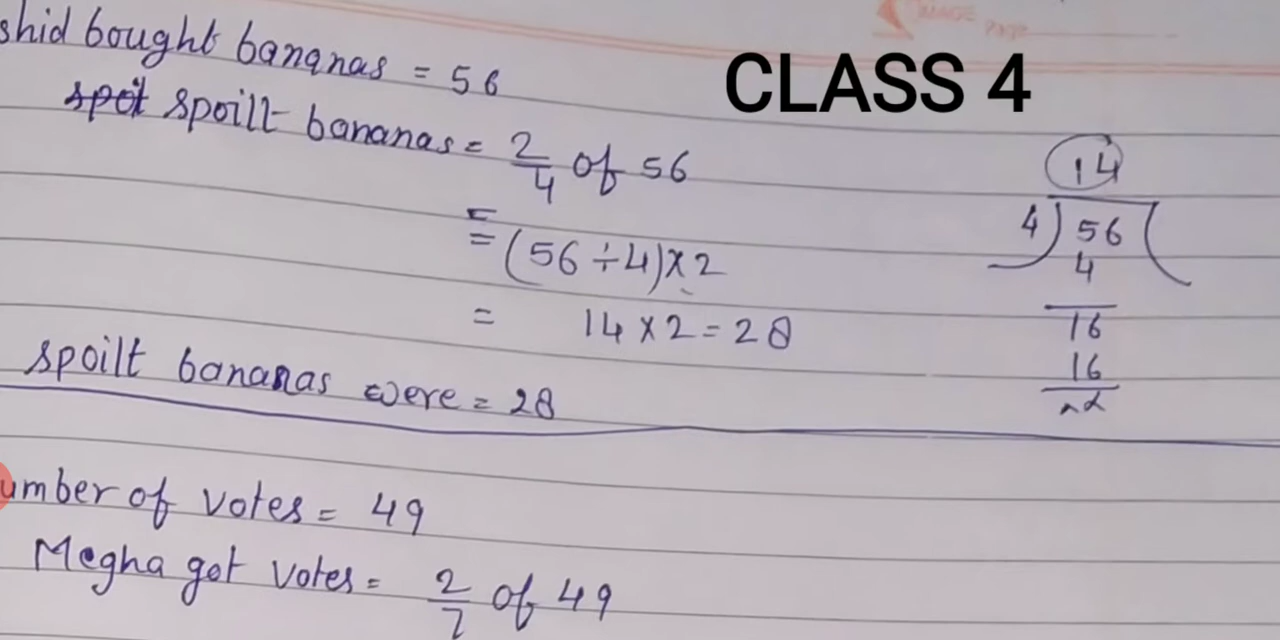 shid bought bananas = 56
CLASS 4
spoilt bananas = 2/4 of 56
= (56 ÷ 4) × 2
= 14 × 2 = 28
spoilt bananas were = 28
14
4) 56 (
4
16
16
umber of votes = 49
Megha got votes = 2/7 of 49